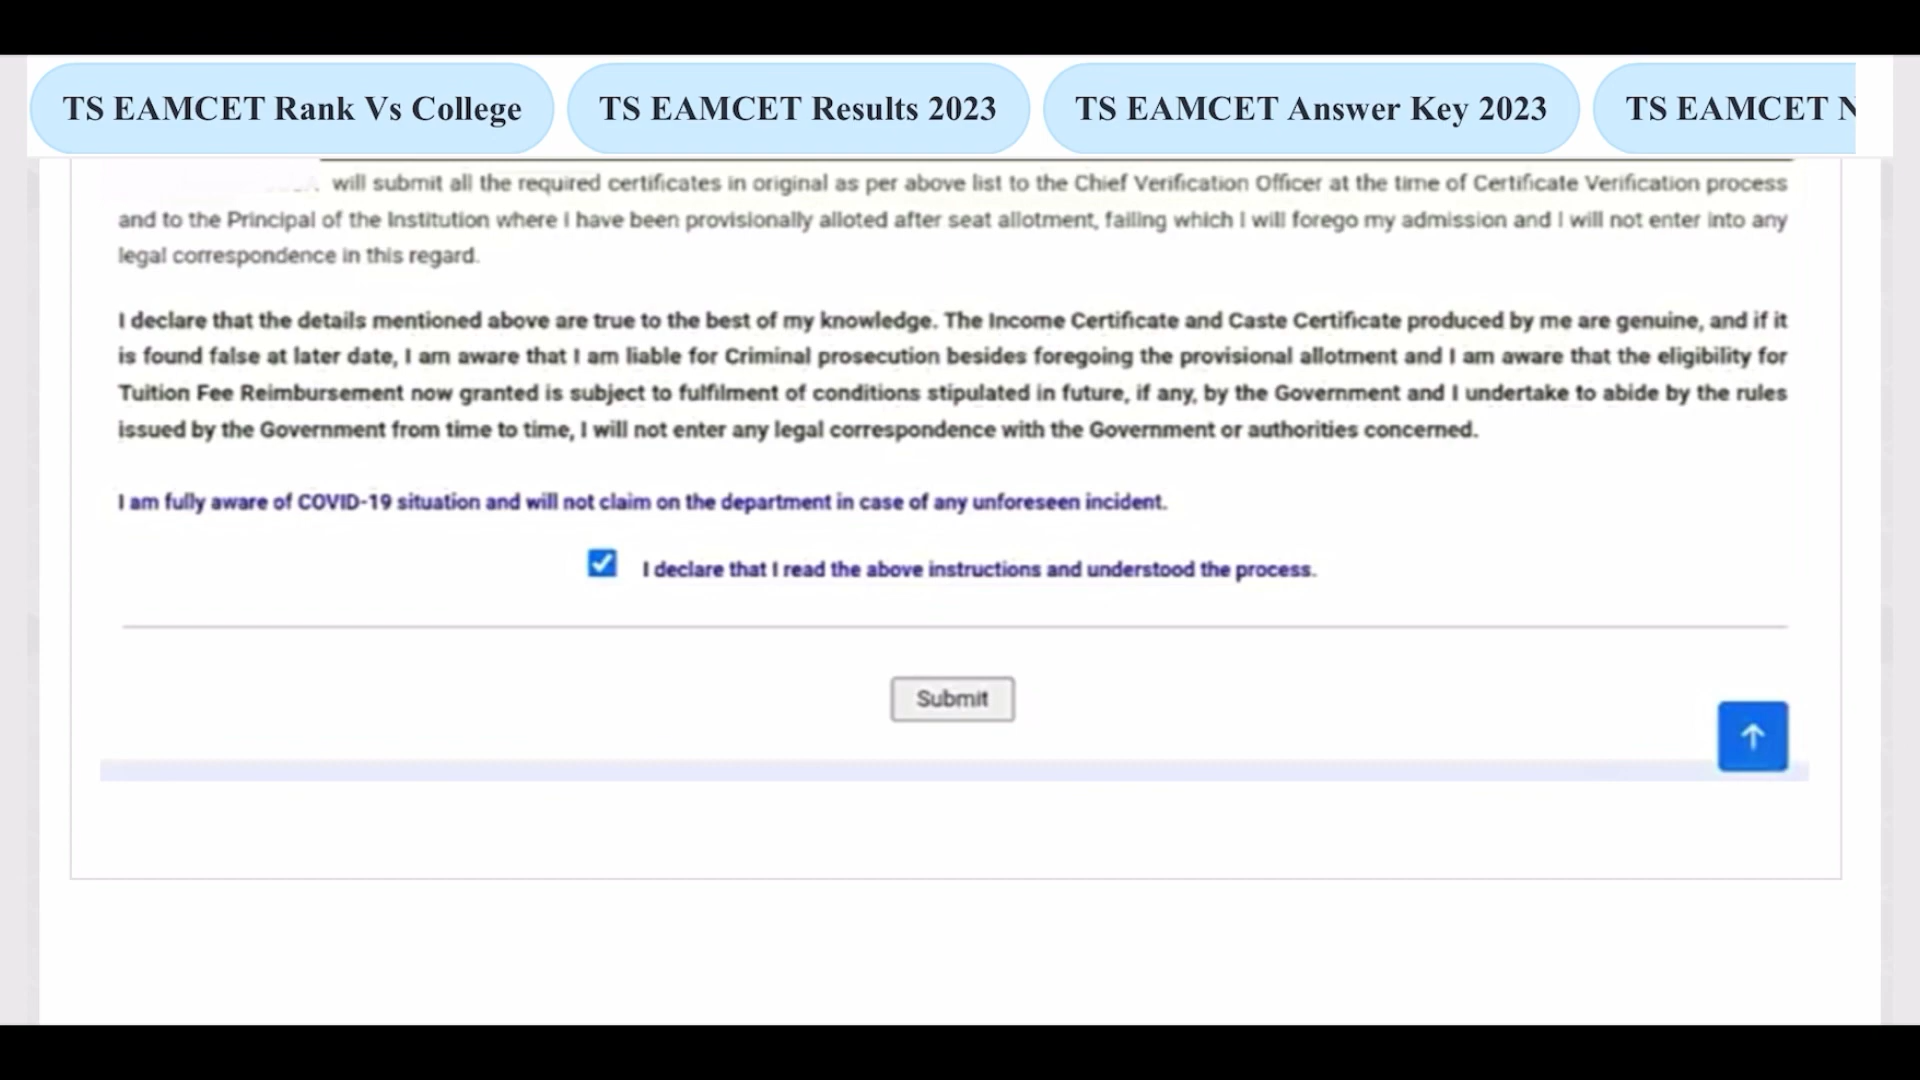 TS EAMCET Rank Vs College TS EAMCET Results 2023 TS EAMCET Answer Key 2023 TS EAMCET N
will submit all the required certificates in original as per above list to the Chief Verification Officer at the time of Certificate Verification process
and to the Principal of the Institution where I have been provisionally alloted after seat allotment, failing which I will forego my admission and I will not enter into any
legal correspondence in this regard.
I declare that the details mentioned above are true to the best of my knowledge. The Income Certificate and Caste Certificate produced by me are genuine, and if it
is found false at later date, I am aware that I am liable for Criminal prosecution besides foregoing the provisional allotment and I am aware that the eligibility for
Tuition Fee Reimbursement now granted is subject to fulfilment of conditions stipulated in future, if any, by the Government and I undertake to abide by the rules
issued by the Government from time to time, I will not enter any legal correspondence with the Government or authorities concerned.
I am fully aware of COVID-19 situation and will not claim on the department in case of any unforeseen incident.
I declare that I read the above instructions and understood the process.
Submit